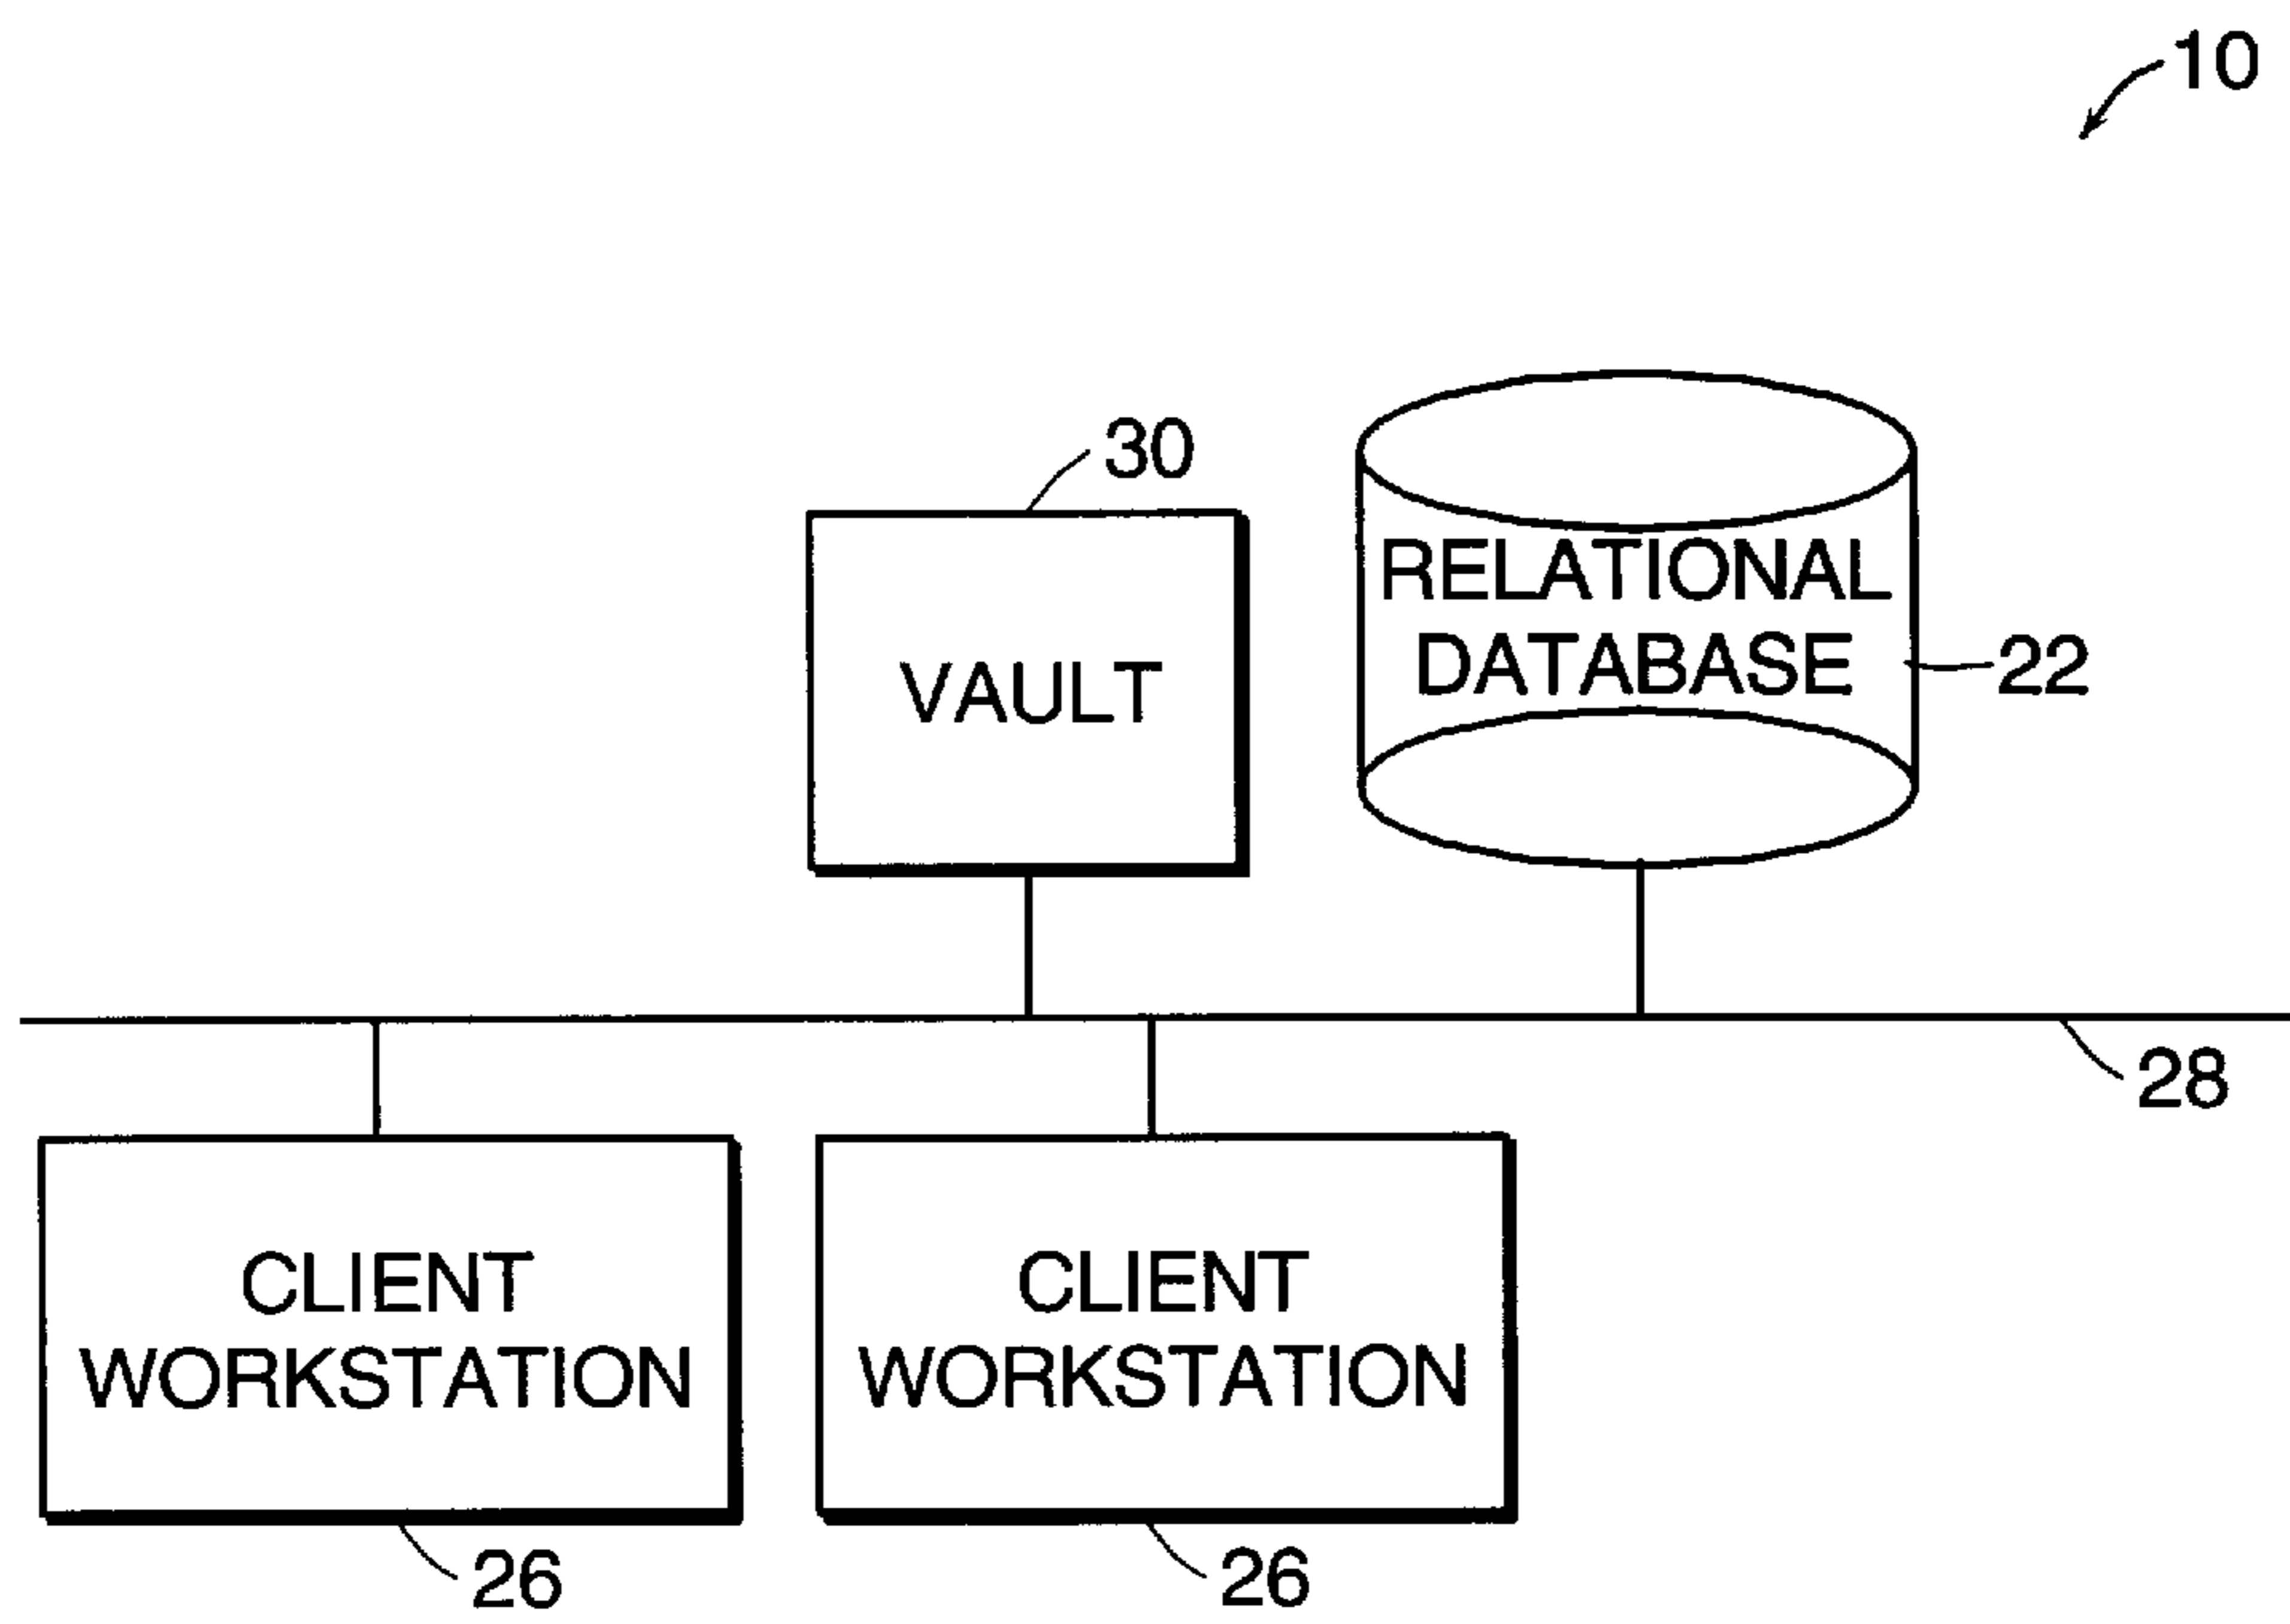 10
30
VAULT
RELATIONAL
DATABASE
22
28
CLIENT
WORKSTATION
26
CLIENT
WORKSTATION
26